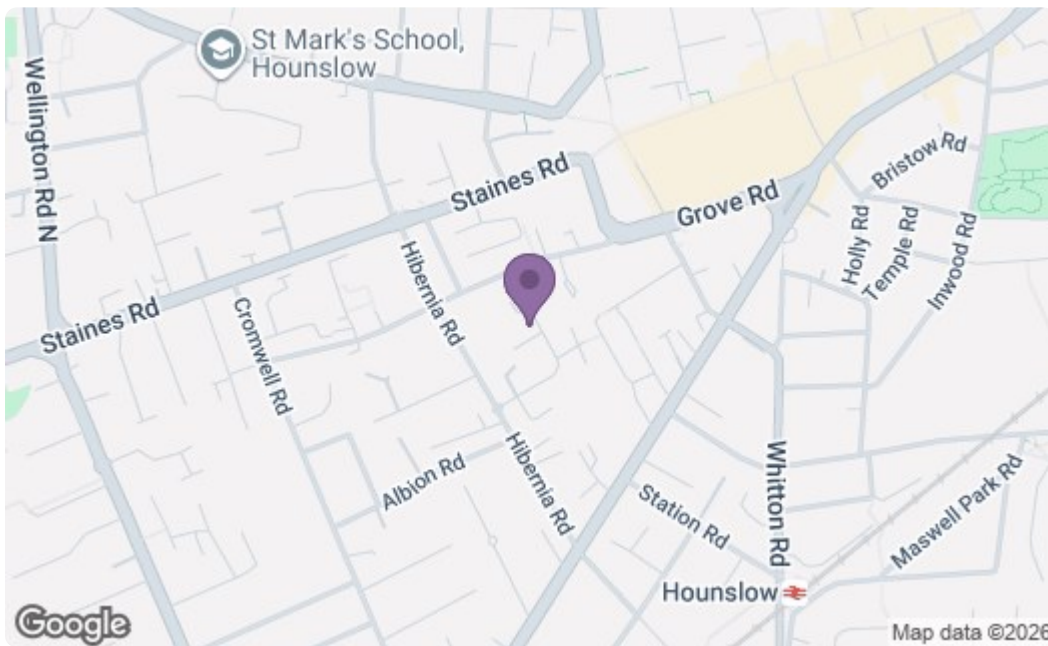 St Mark's School,
Hounslow
Wellington Rd N
Staines Rd
Grove Rd
Bristow Rd
Holly Rd
Temple Rd
Inwood Rd
Staines Rd
Hibernia Rd
Cromwell Rd
Albion Rd
Hibernia Rd
Station Rd
Whitton Rd
Maswell Park Rd
Hounslow
Google
Map data ©2026